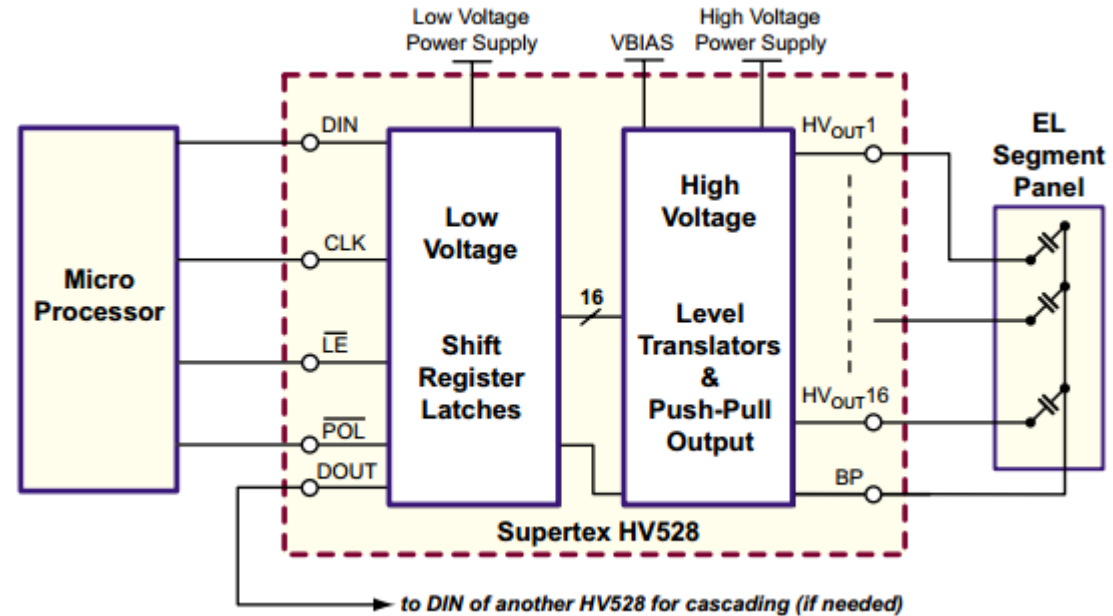 Low Voltage
Power Supply
VBIAS
High Voltage
Power Supply
Micro
Processor
DIN
CLK
LE
POL
DOUT
Low
Voltage
Shift
Register
Latches
16
High
Voltage
Level
Translators
&
Push-Pull
Output
HVOUT1
HVOUT16
BP
EL
Segment
Panel
Supertex HV528
to DIN of another HV528 for cascading (if needed)